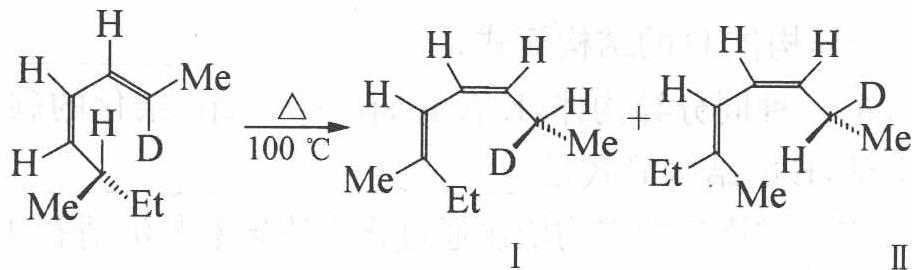 H H Me H H D Me Et
△
100 ℃
H H H H D Me Me Et
+
H H H D H Me Et Me
Ⅰ Ⅱ